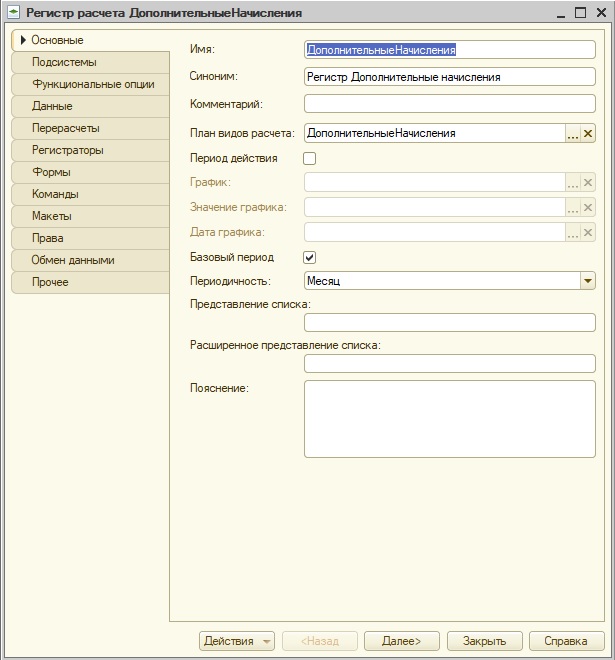 Регистр расчета ДополнительныеНачисления
Основные
Подсистемы
Функциональные опции
Данные
Перерасчеты
Регистраторы
Формы
Команды
Макеты
Права
Обмен данными
Прочее
Имя: ДополнительныеНачисления
Синоним: Регистр Дополнительные начисления
Комментарий:
План видов расчета: ДополнительныеНачисления ...
Период действия
График: ...
Значение графика: ...
Дата графика: ...
Базовый период
Периодичность: Месяц
Представление списка:
Расширенное представление списка:
Пояснение:
Действия <Назад Далее> Закрыть Справка